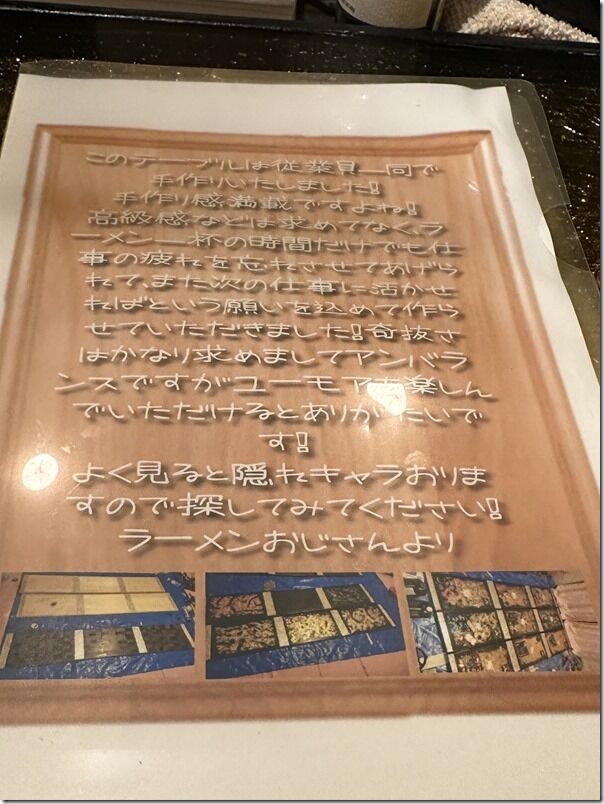 このテーブルは従業員一同で
手作りいたしました!
手作り感満載ですよね!
高級感などは求めてなく、ラ
ーメン一杯の時間だけでも仕
事の疲れを忘れさせてあげら
れて、また次の仕事に活かせ
ればという願いを込めて作ら
せていただきました!奇抜さ
はかなり求めましてアンバラ
ンスですがユーモアを楽しん
でいただけるとありがたいで
す!
よく見ると隠れキャラおりま
すので探してみてください!
ラーメンおじさんより